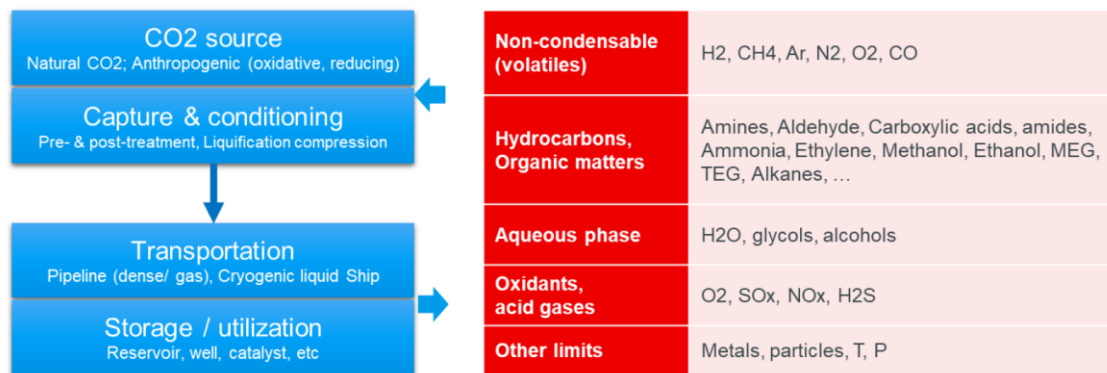 CO2 source
Natural CO2; Anthropogenic (oxidative, reducing)
Capture & conditioning
Pre- & post-treatment, Liquification compression
Transportation
Pipeline (dense/ gas), Cryogenic liquid Ship
Storage / utilization
Reservoir, well, catalyst, etc
Non-condensable
(volatiles)
H2, CH4, Ar, N2, O2, CO
Hydrocarbons,
Organic matters
Amines, Aldehyde, Carboxylic acids, amides,
Ammonia, Ethylene, Methanol, Ethanol, MEG,
TEG, Alkanes, …
Aqueous phase
H2O, glycols, alcohols
Oxidants,
acid gases
O2, SOx, NOx, H2S
Other limits
Metals, particles, T, P